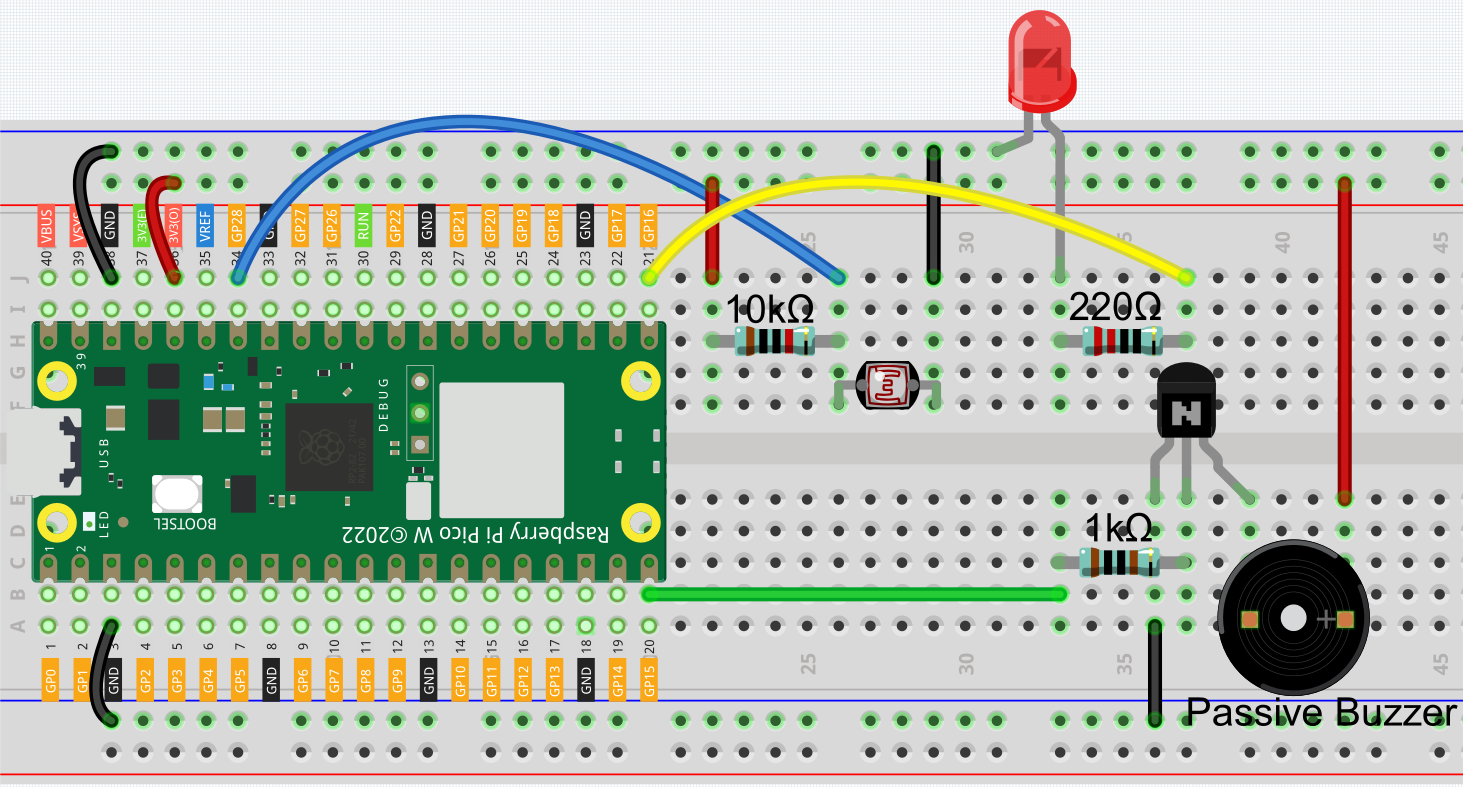 VBUS VSYS GND 3V3(E) 3V3(O) VREF GP28 GND GP27 GP26 RUN GP22 GND GP21 GP20 GP19 GP18 GND GP17 GP16
40 39 38 37 36 35 34 33 32 31 30 29 28 27 26 25 24 23 22 21 25 30 35 40 45
J
I
10kΩ 220Ω
H
39
G
DEBUG
F
USB
E
LED
BOOTSEL
D
Raspberry Pi Pico W ©2022
1kΩ
1 2
C
B
A
1 2 3 4 5 6 7 8 9 10 11 12 13 14 15 16 17 18 19 20 25 30 35 45
GP0 GP1 GND GP2 GP3 GP4 GP5 GND GP6 GP7 GP8 GP9 GND GP10 GP11 GP12 GP13 GND GP14 GP15
+
Passive Buzzer